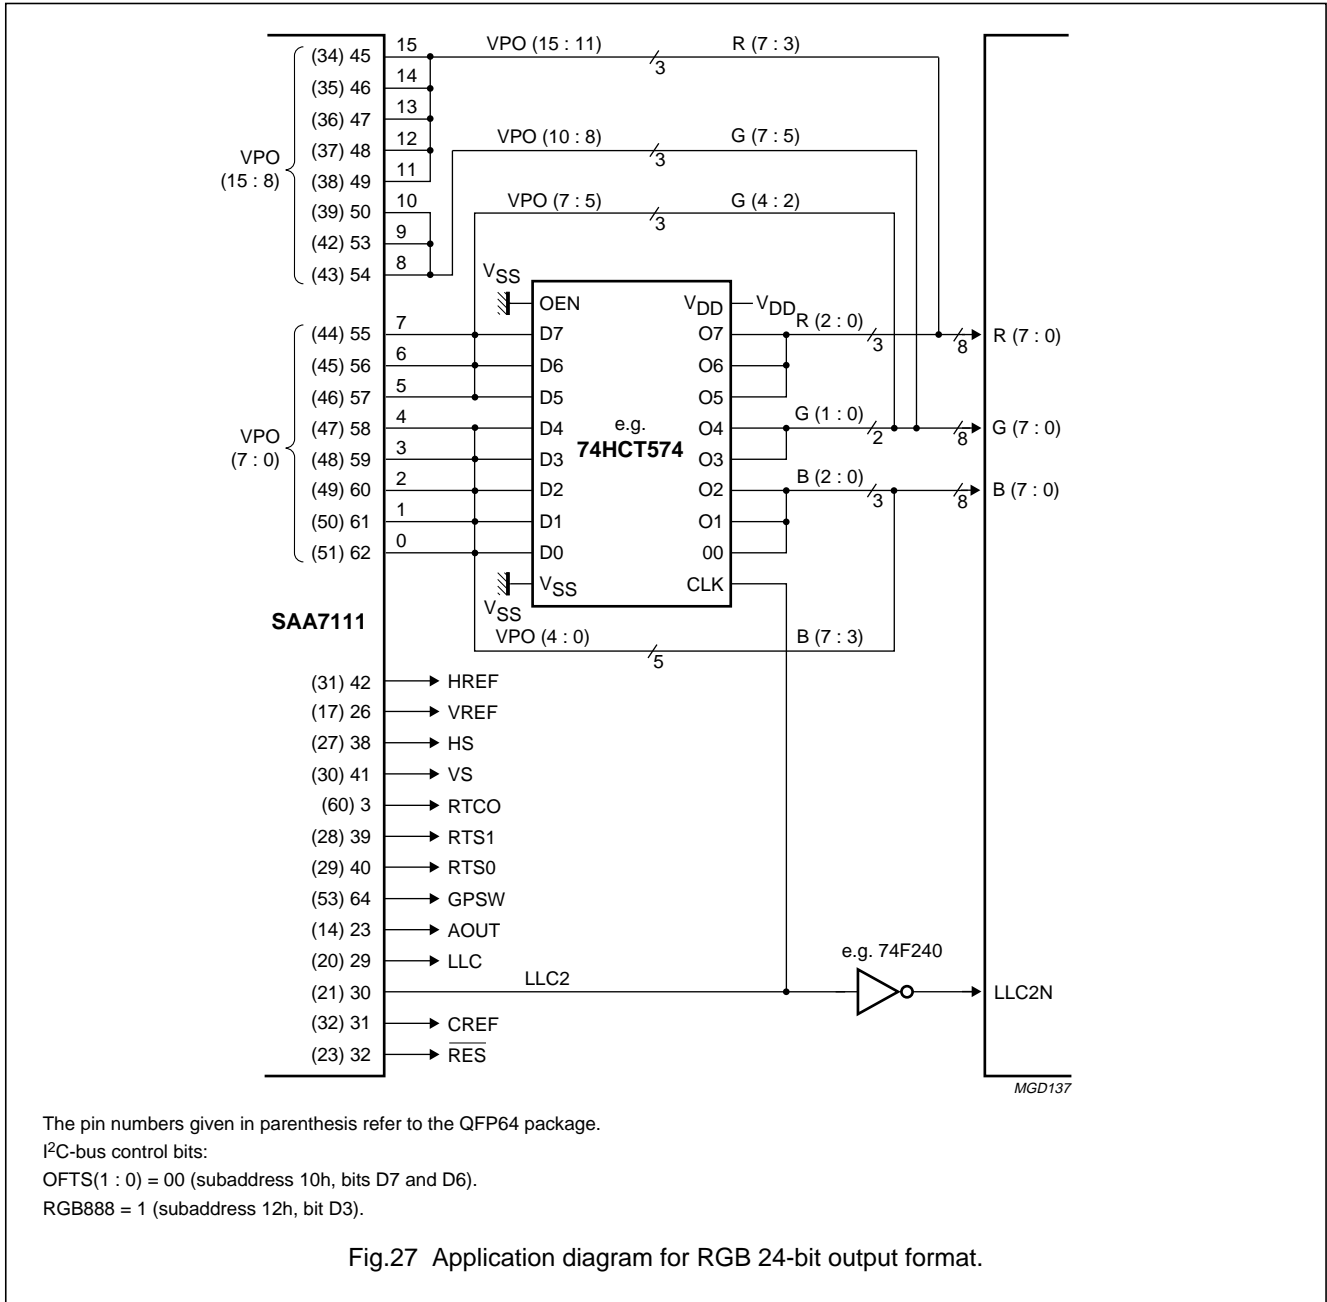 15 VPO (15 : 11) R (7 : 3)
(34) 45 3
14
(35) 46
13
(36) 47
12 VPO (10 : 8) G (7 : 5)
VPO (37) 48 3
(15 : 8) 11
(38) 49
10 VPO (7 : 5) G (4 : 2)
(39) 50 3
9
(42) 53
8
(43) 54
VSS
OEN VDD VDD
7 R (2 : 0)
(44) 55 D7 O7 3 8 R (7 : 0)
6
(45) 56 D6 O6
5
(46) 57 D5 O5
4 e.g. G (1 : 0)
VPO (47) 58 D4 O4 2 8 G (7 : 0)
(7 : 0) 3 74HCT574
(48) 59 D3 O3
2 B (2 : 0)
(49) 60 D2 O2 3 8 B (7 : 0)
1
(50) 61 D1 O1
0
(51) 62 D0 00
VSS CLK
VSS
SAA7111
VPO (4 : 0) B (7 : 3)
5
(31) 42 HREF
(17) 26 VREF
(27) 38 HS
(30) 41 VS
(60) 3 RTCO
(28) 39 RTS1
(29) 40 RTS0
(53) 64 GPSW
(14) 23 AOUT
e.g. 74F240
(20) 29 LLC
LLC2
(21) 30 LLC2N
(32) 31 CREF
(23) 32 R̅E̅S̅
MGD137
The pin numbers given in parenthesis refer to the QFP64 package.
I²C-bus control bits:
OFTS(1 : 0) = 00 (subaddress 10h, bits D7 and D6).
RGB888 = 1 (subaddress 12h, bit D3).
Fig.27 Application diagram for RGB 24-bit output format.